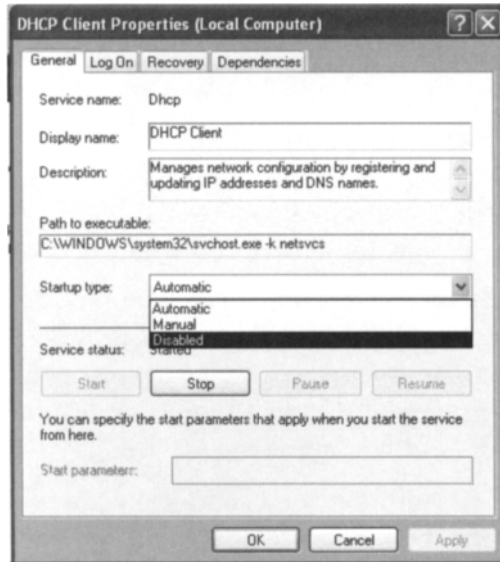 DHCP Client Properties (Local Computer)
General Log On Recovery Dependencies
Service name: Dhcp
Display name: DHCP Client
Description: Manages network configuration by registering and
updating IP addresses and DNS names.
Path to executable:
C:\WINDOWS\system32\svchost.exe -k netsvcs
Startup type: Automatic
Automatic
Manual
Disabled
Service status: Started
Start Stop Pause Resume
You can specify the start parameters that apply when you start the service
from here.
Start parameters:
OK Cancel Apply